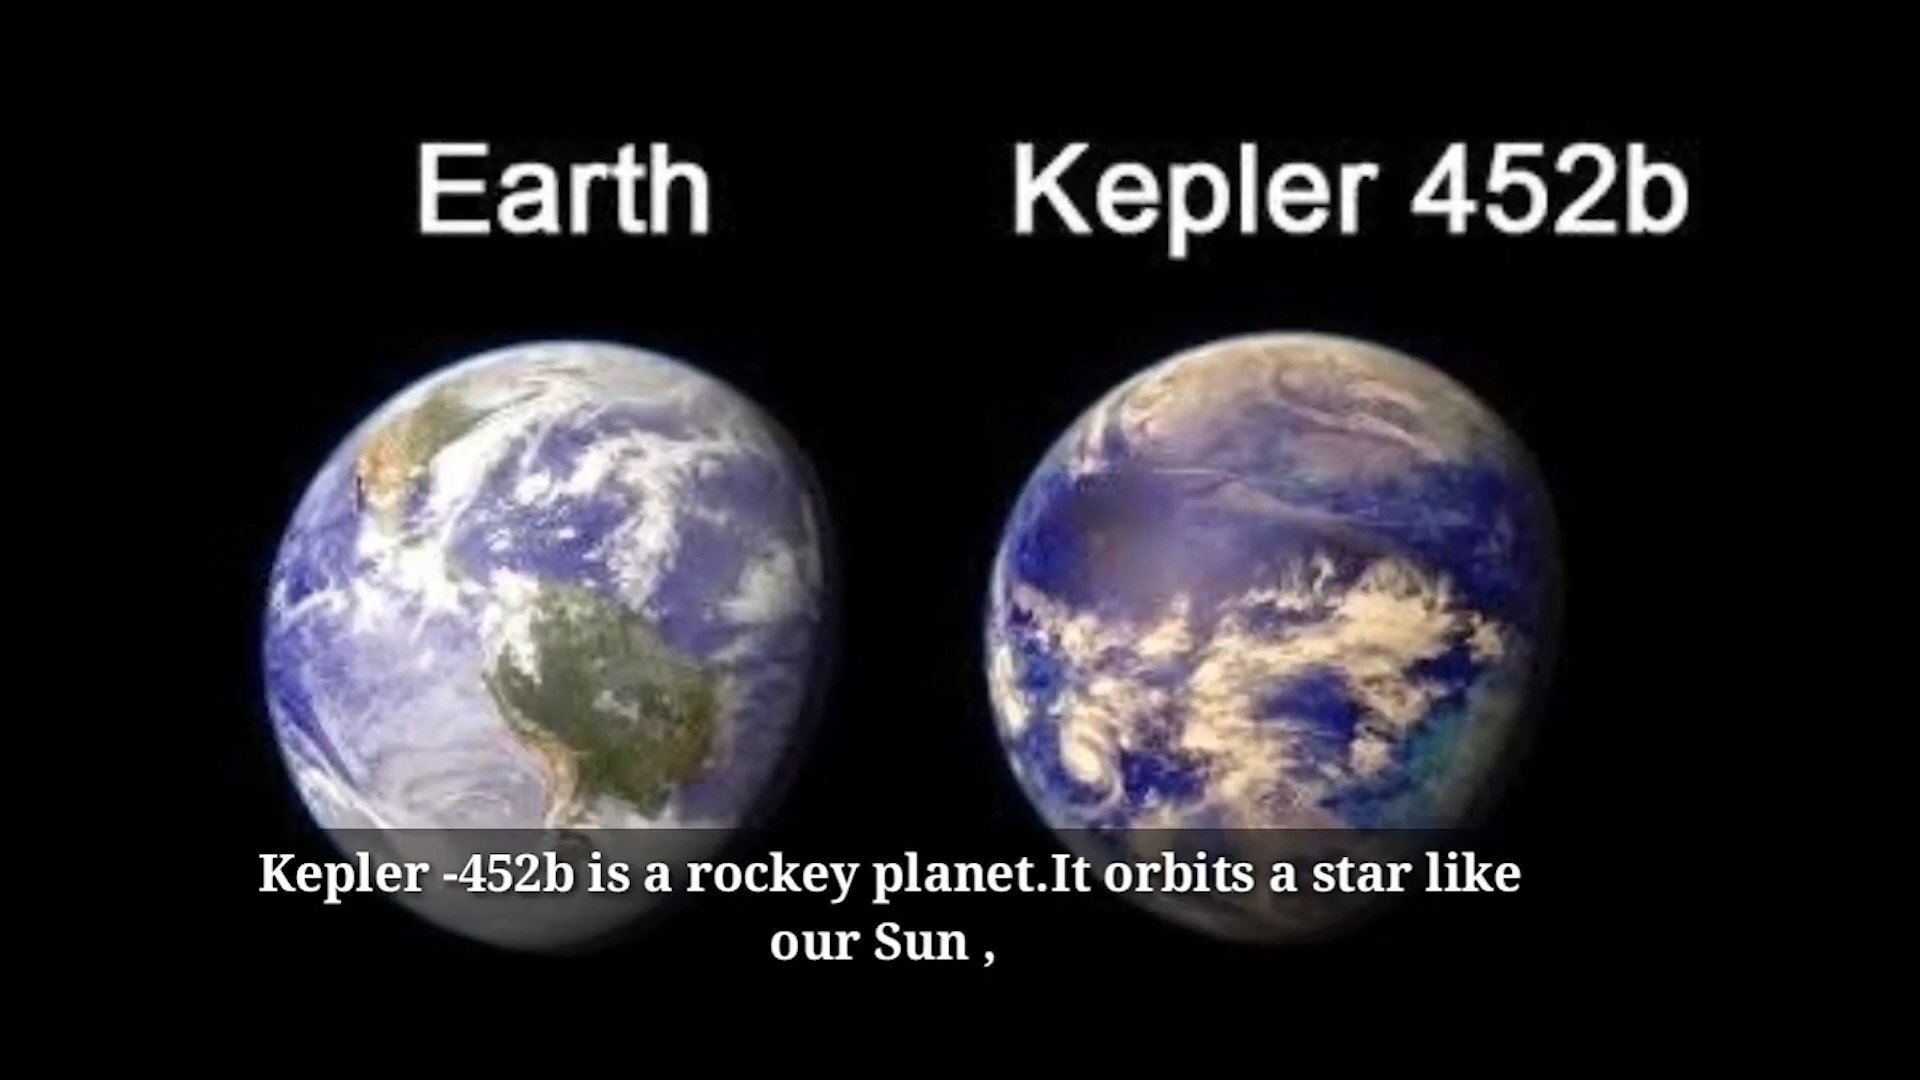 Earth
Kepler 452b
Kepler -452b is a rockey planet.It orbits a star like
our Sun ,